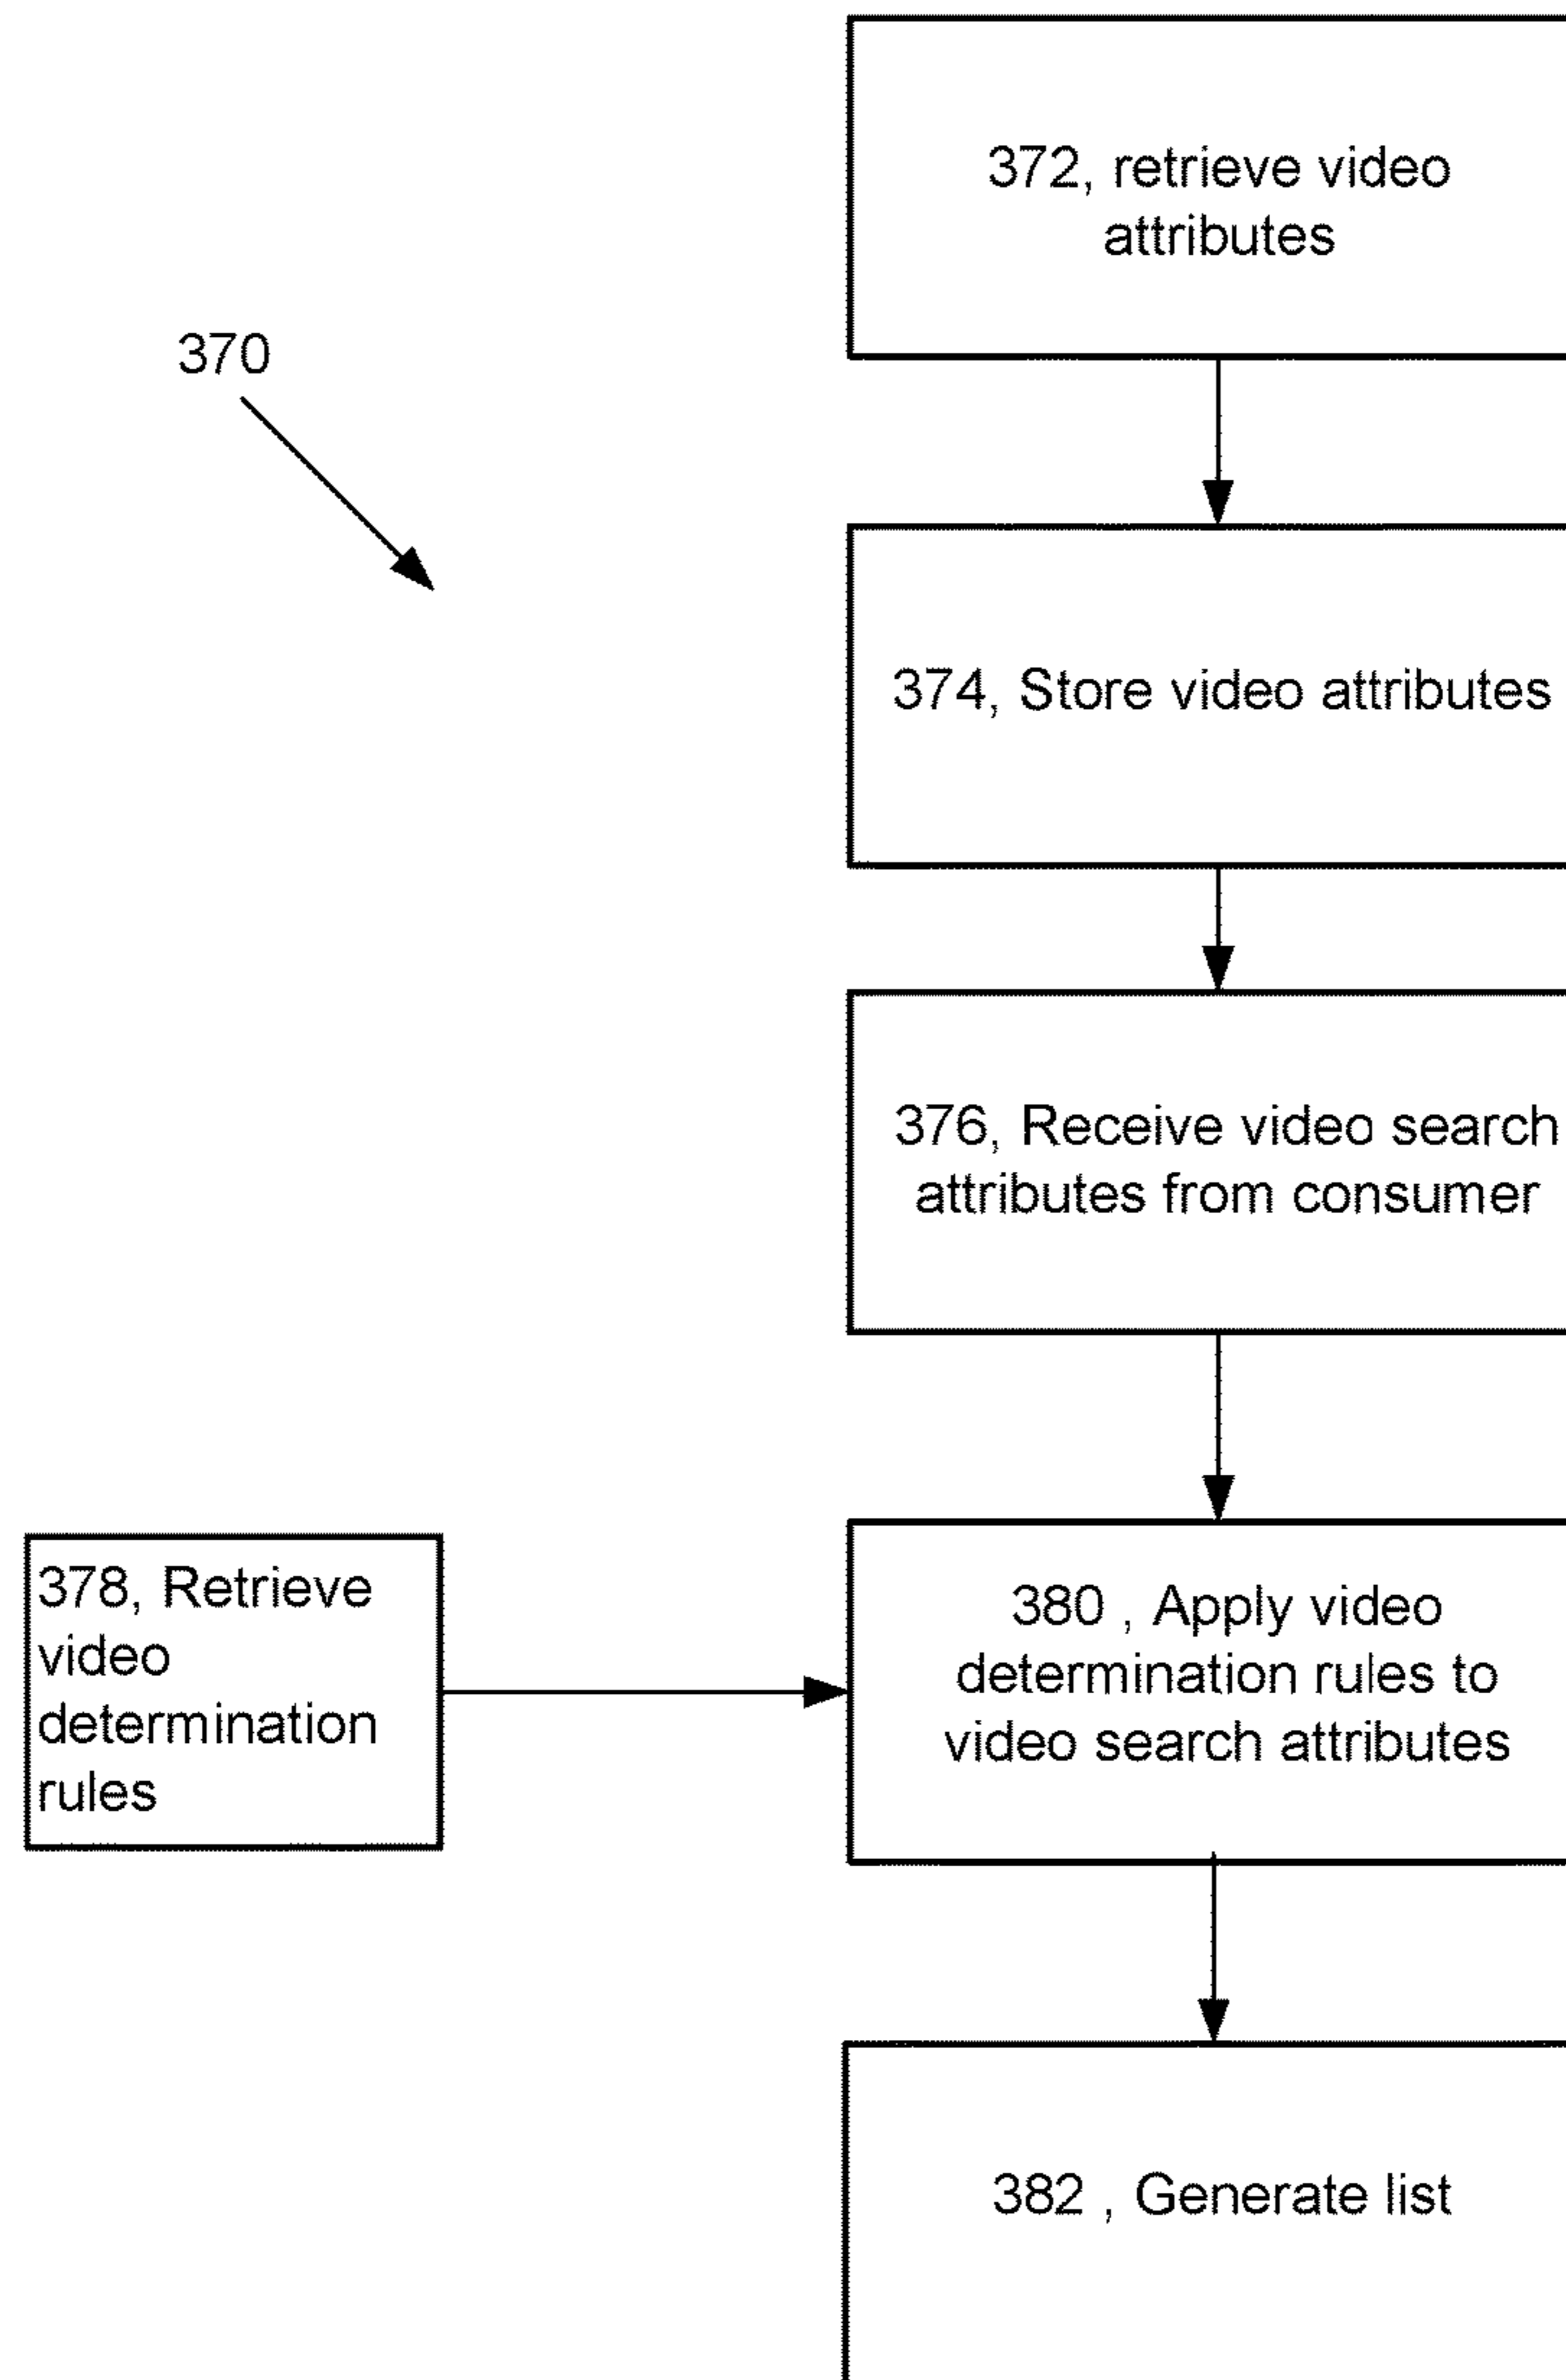 372, retrieve video
attributes
370
374, Store video attributes
376, Receive video search
attributes from consumer
378, Retrieve
video
determination
rules
380 , Apply video
determination rules to
video search attributes
382 , Generate list